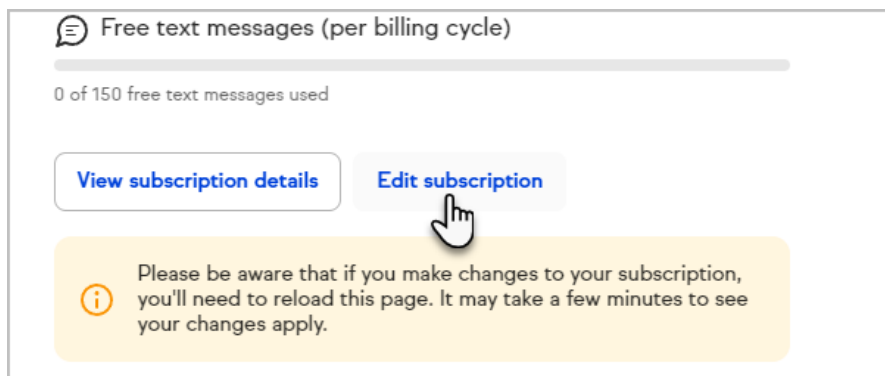 Free text messages (per billing cycle)
0 of 150 free text messages used
View subscription details
Edit subscription
Please be aware that if you make changes to your subscription,
you'll need to reload this page. It may take a few minutes to see
your changes apply.